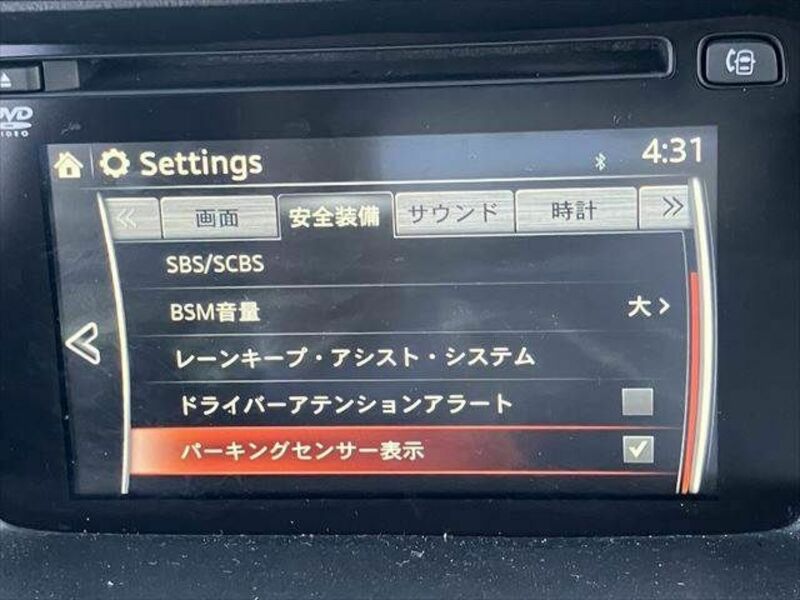 DVD
VIDEO
Settings
4:31
画面 安全装備 サウンド 時計
SBS/SCBS
BSM音量 大
レーンキープ・アシスト・システム
ドライバーアテンションアラート
パーキングセンサー表示